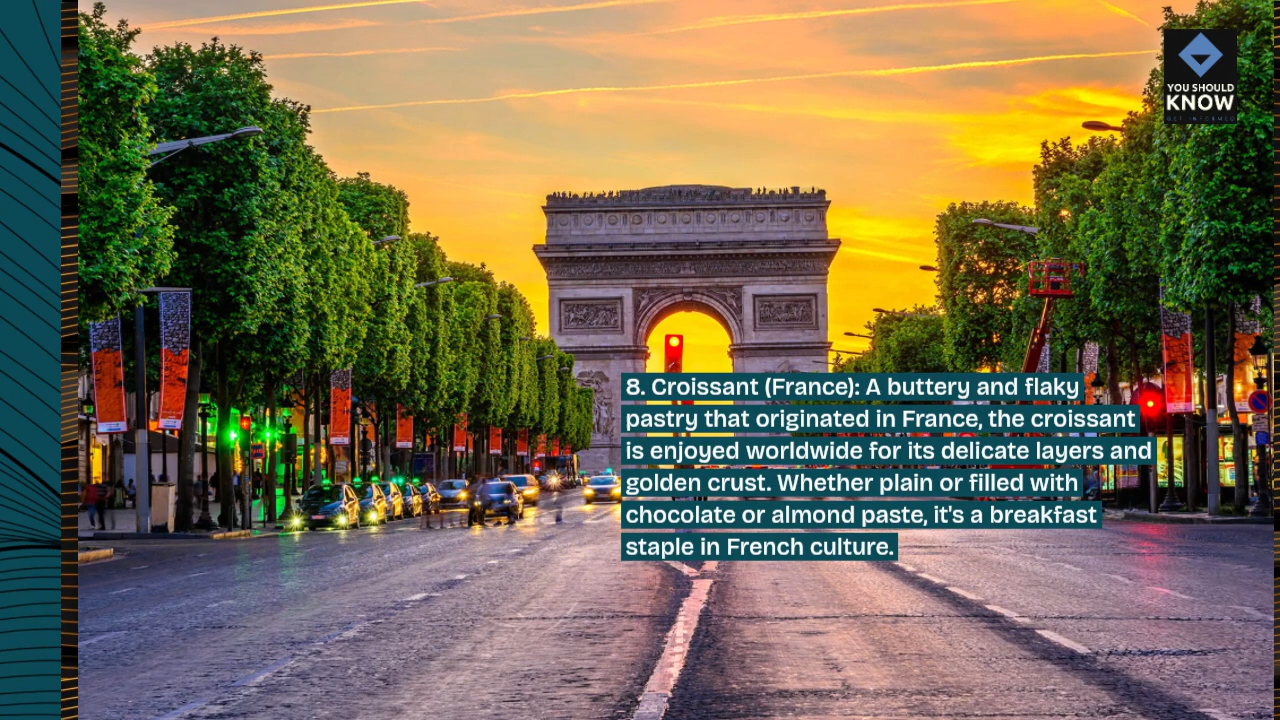 YOU SHOULD
KNOW
GET INFORMED
8. Croissant (France): A buttery and flaky
pastry that originated in France, the croissant
is enjoyed worldwide for its delicate layers and
golden crust. Whether plain or filled with
chocolate or almond paste, it's a breakfast
staple in French culture.